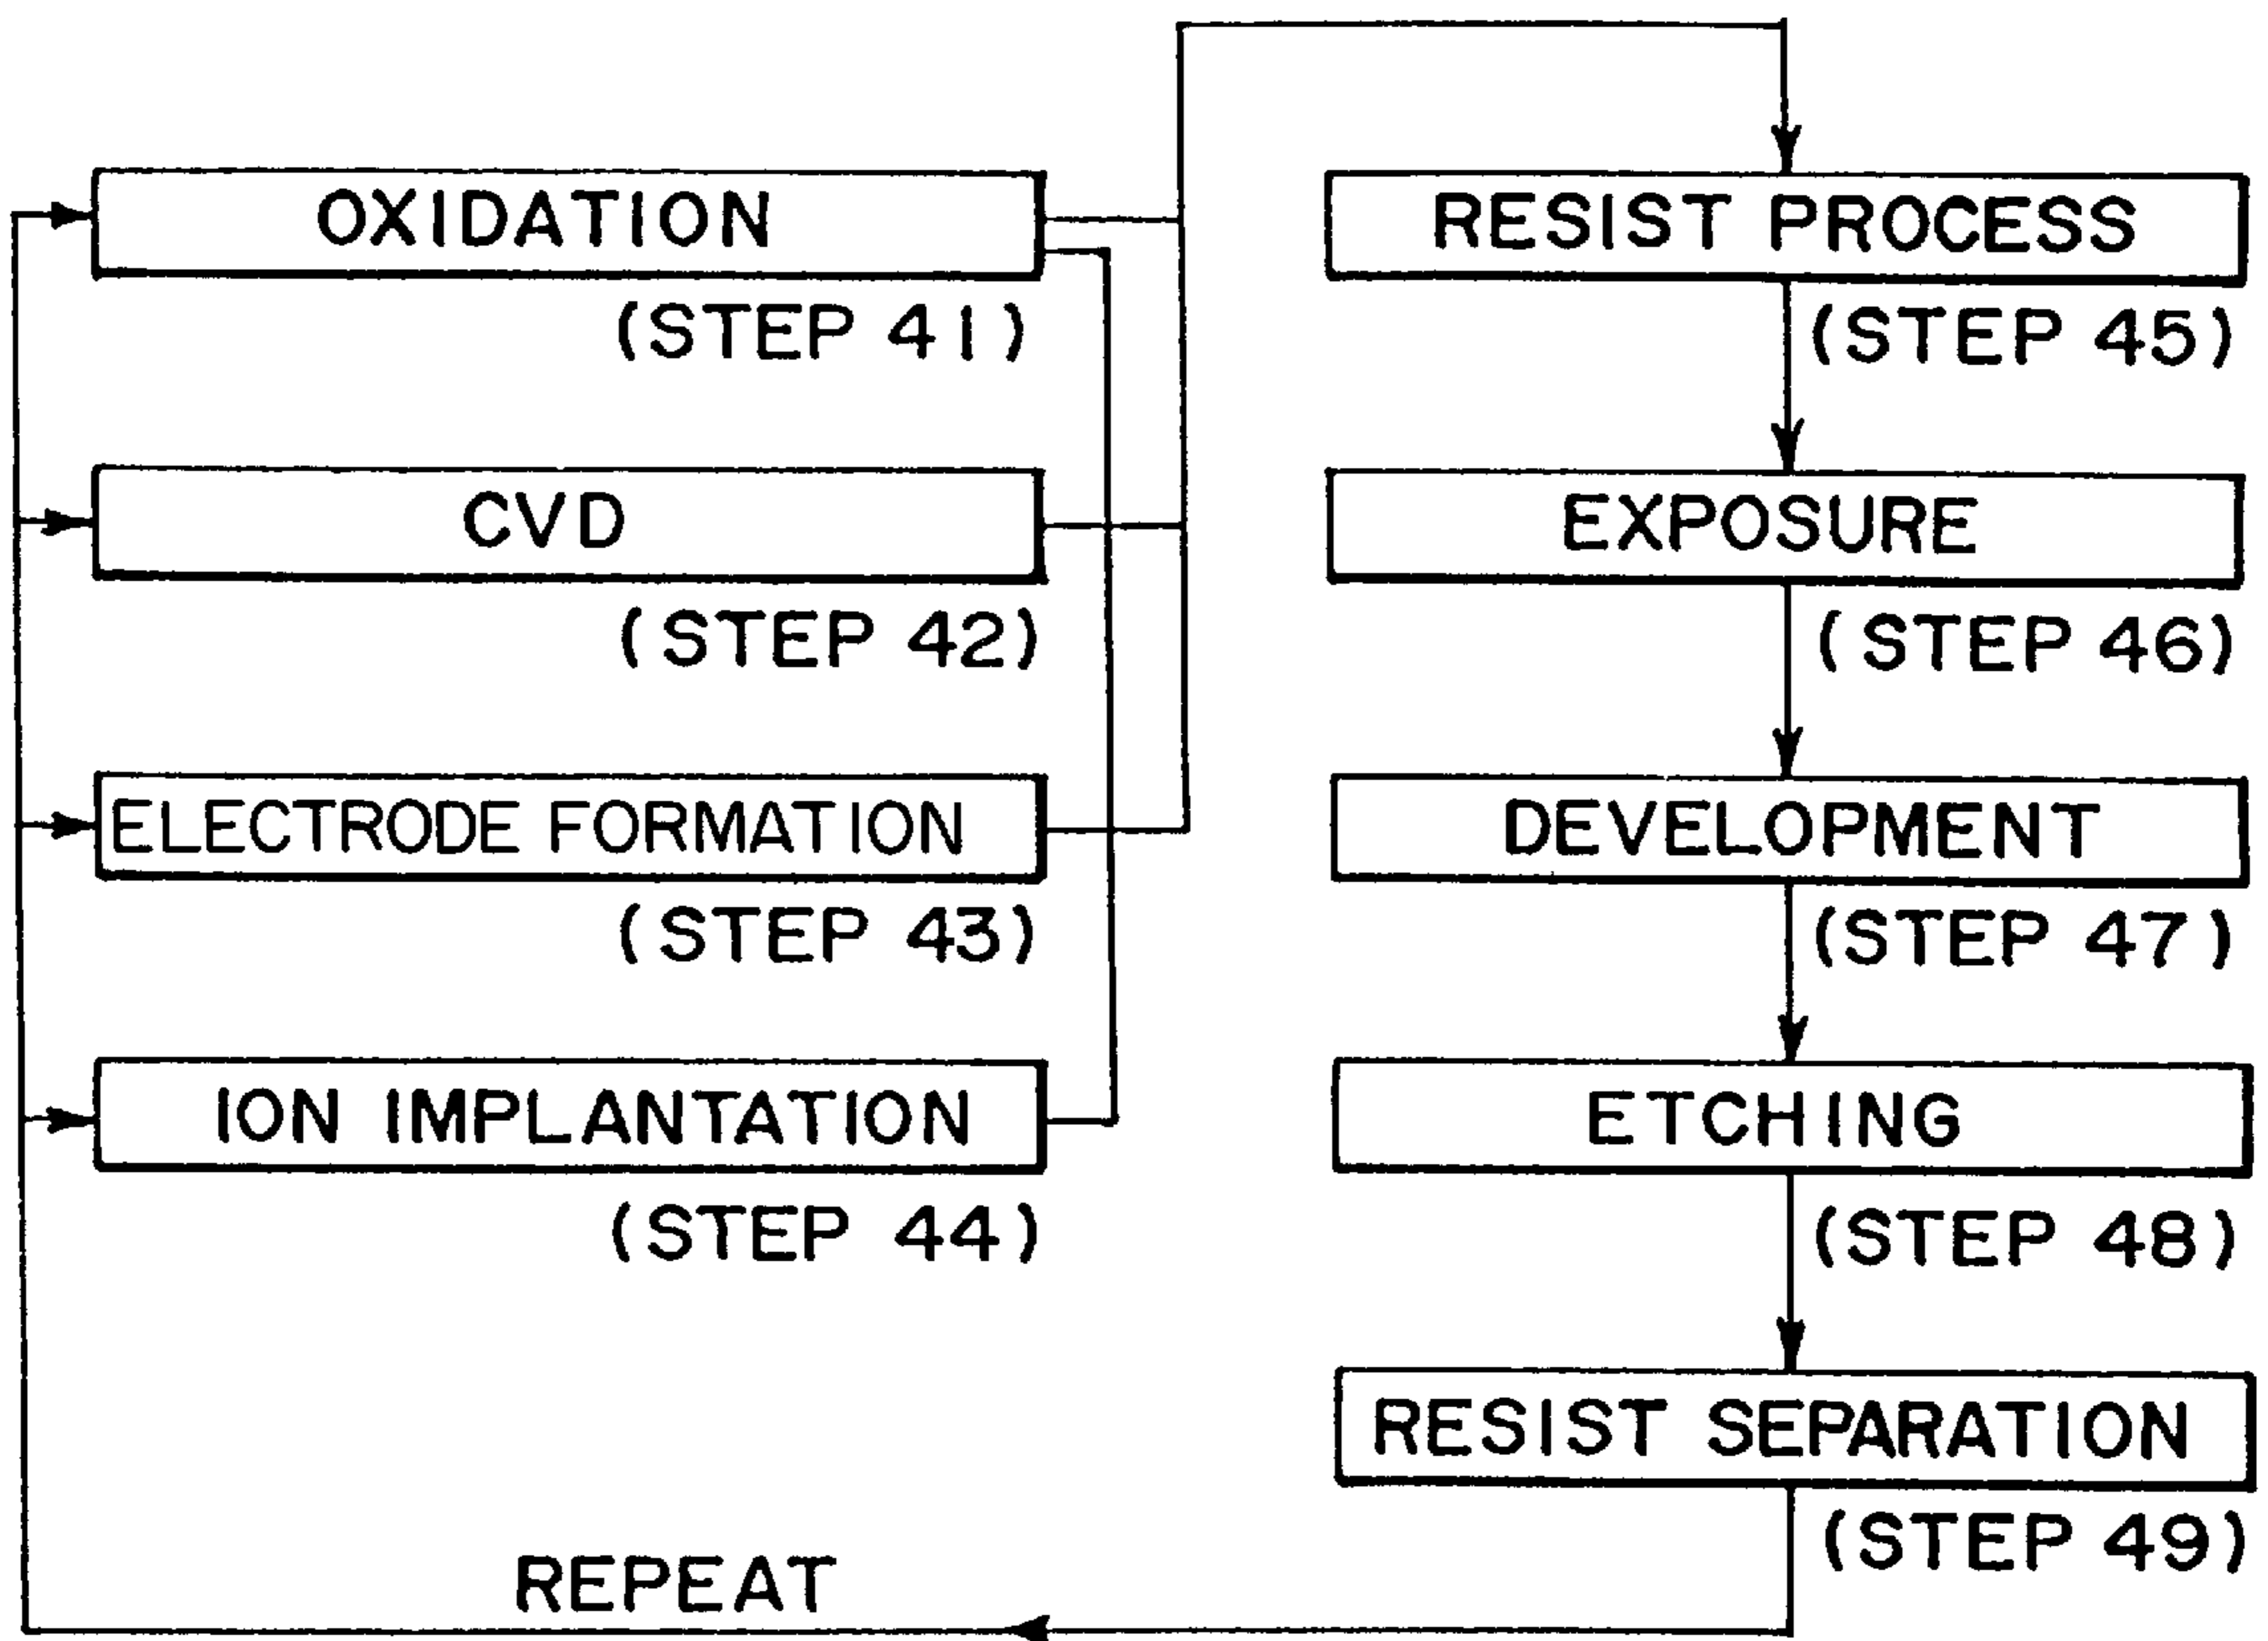 OXIDATION
(STEP 41)
CVD
(STEP 42)
ELECTRODE FORMATION
(STEP 43)
ION IMPLANTATION
(STEP 44)
RESIST PROCESS
(STEP 45)
EXPOSURE
(STEP 46)
DEVELOPMENT
(STEP 47)
ETCHING
(STEP 48)
RESIST SEPARATION
(STEP 49)
REPEAT